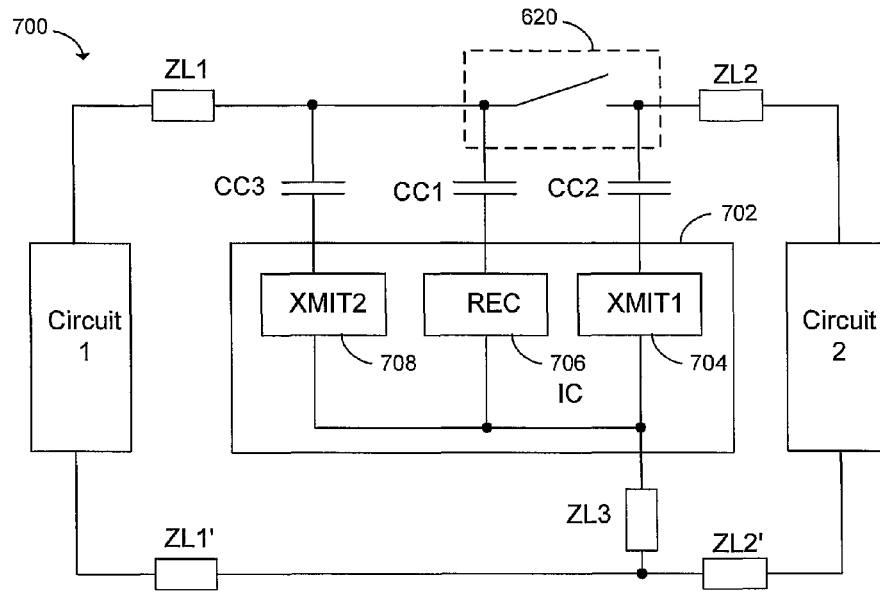 700
620
ZL1
ZL2
CC3
CC1
CC2
702
Circuit
1
XMIT2
REC
XMIT1
Circuit
2
708
706
704
IC
ZL3
ZL1'
ZL2'